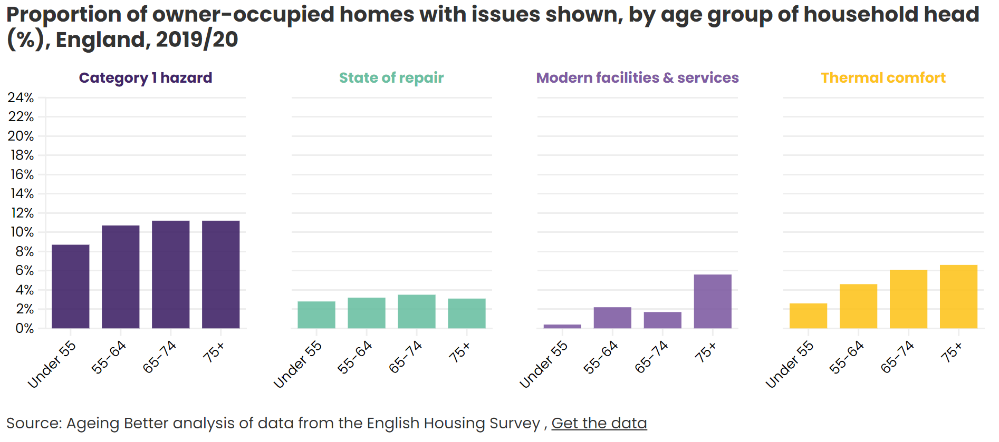 Proportion of owner-occupied homes with issues shown, by age group of household head
(%), England, 2019/20
Category 1 hazard
State of repair
Modern facilities & services
Thermal comfort
24%
22%
20%
18%
16%
14%
12%
10%
8%
6%
4%
2%
0%
Under 55
55-64
65-74
75+
Under 55
55-64
65-74
75+
Under 55
55-64
65-74
75+
Under 55
55-64
65-74
75+
Source: Ageing Better analysis of data from the English Housing Survey , Get the data